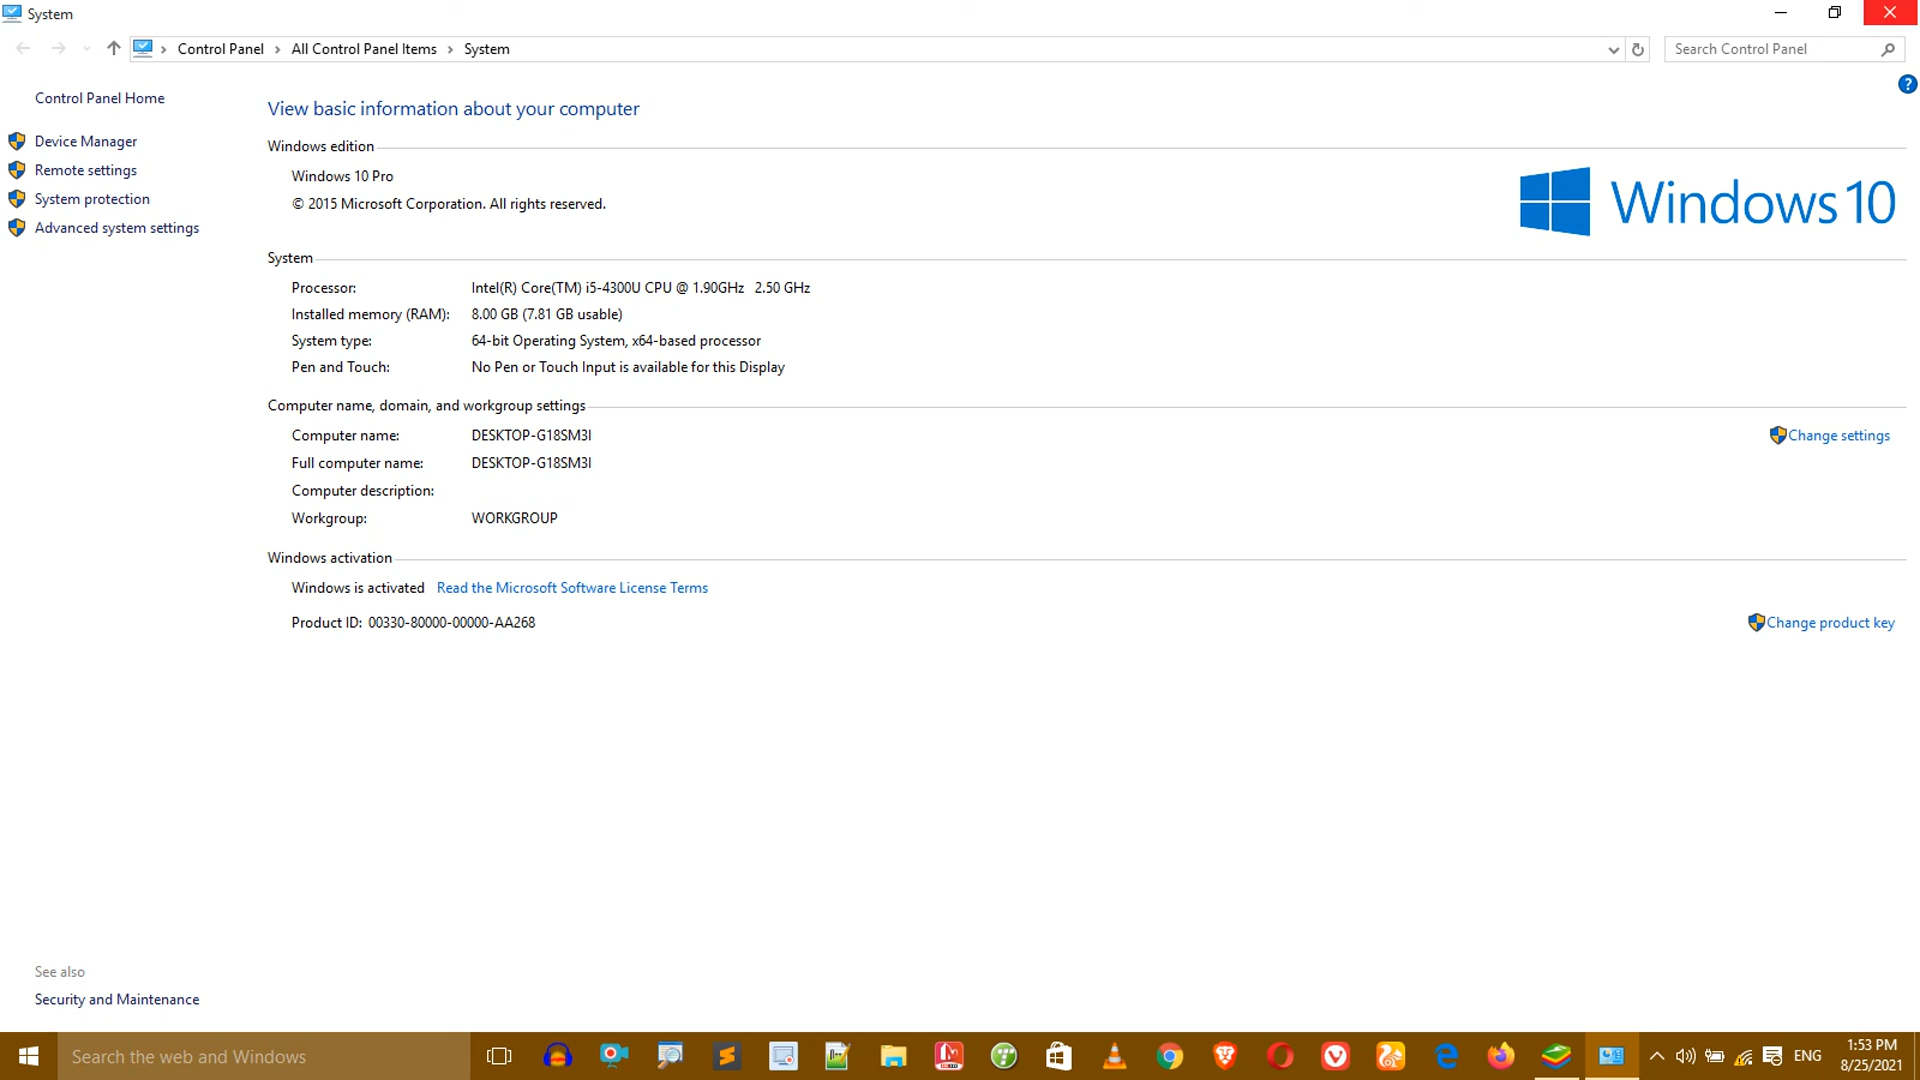 System
Control Panel > All Control Panel Items > System
Search Control Panel
Control Panel Home
Device Manager
Remote settings
System protection
Advanced system settings
View basic information about your computer
Windows edition
Windows 10 Pro
© 2015 Microsoft Corporation. All rights reserved.
Windows 10
System
Processor: Intel(R) Core(TM) i5-4300U CPU @ 1.90GHz 2.50 GHz
Installed memory (RAM): 8.00 GB (7.81 GB usable)
System type: 64-bit Operating System, x64-based processor
Pen and Touch: No Pen or Touch Input is available for this Display
Computer name, domain, and workgroup settings
Computer name: DESKTOP-G18SM3I
Change settings
Full computer name: DESKTOP-G18SM3I
Computer description:
Workgroup: WORKGROUP
Windows activation
Windows is activated Read the Microsoft Software License Terms
Product ID: 00330-80000-00000-AA268
Change product key
See also
Security and Maintenance
Search the web and Windows
ENG
1:53 PM
8/25/2021